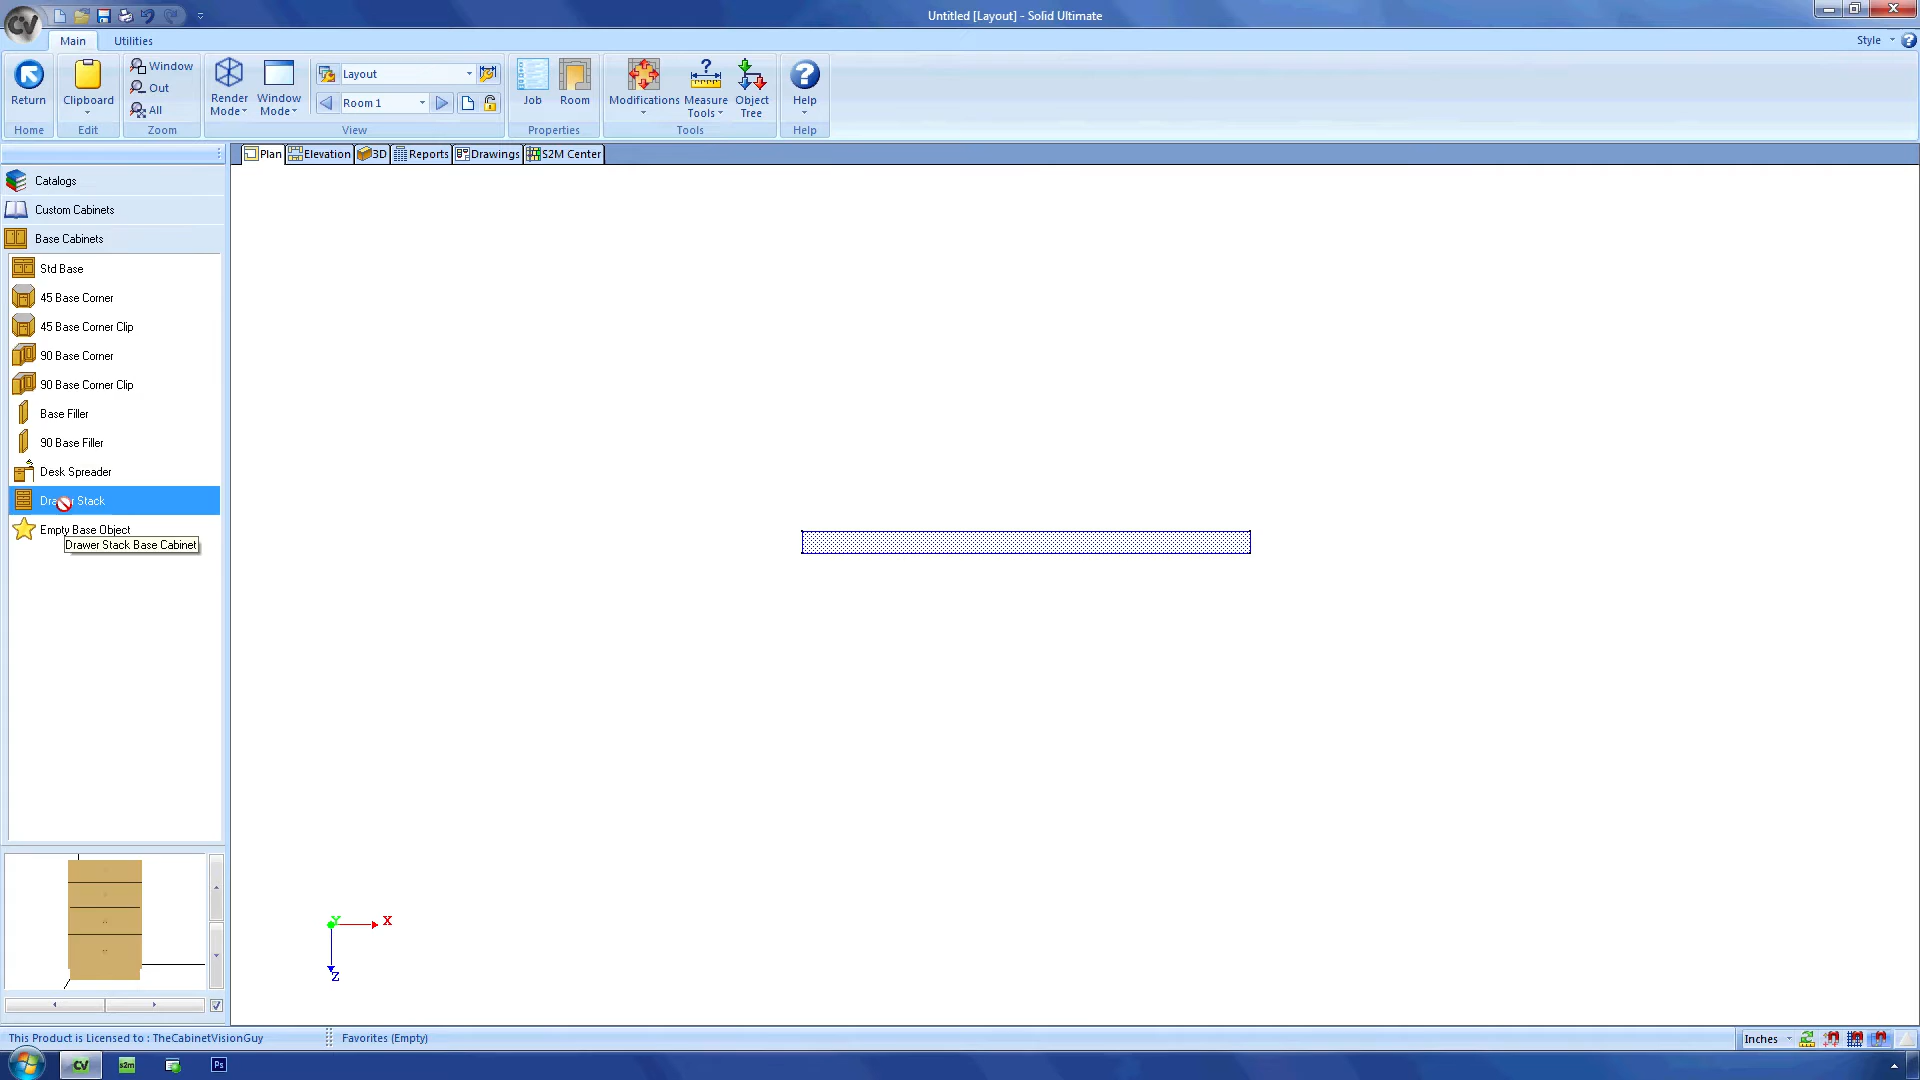 Untitled [Layout] - Solid Ultimate
CV
Main
Utilities
Style
Return
Clipboard
Window
Out
All
Render
Mode
Window
Mode
Layout
Room 1
Job
Room
Modifications
Measure
Tools
Object
Tree
Help
Home
Edit
Zoom
View
Properties
Tools
Help
Plan
Elevation
3D
Reports
Drawings
S2M Center
Catalogs
Custom Cabinets
Base Cabinets
Std Base
45 Base Corner
45 Base Corner Clip
90 Base Corner
90 Base Corner Clip
Base Filler
90 Base Filler
Desk Spreader
Stack
Empty Base Object
Drawer Stack Base Cabinet
Y
X
Z
This Product is Licensed to : TheCabinetVisionGuy
Favorites (Empty)
Inches
CV
s2m
Ps